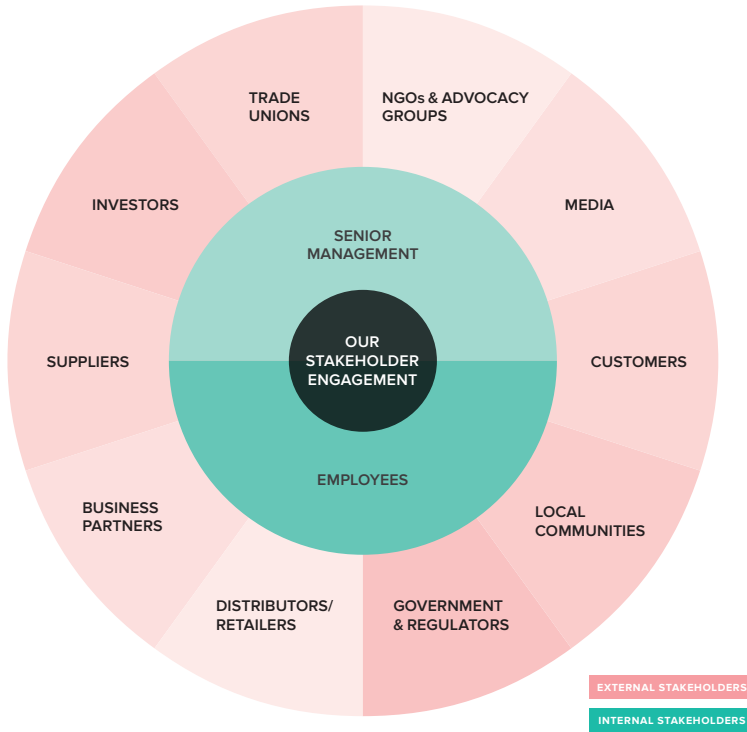 TRADE
UNIONS
NGOs & ADVOCACY
GROUPS
INVESTORS
MEDIA
SENIOR
MANAGEMENT
OUR
STAKEHOLDER
ENGAGEMENT
SUPPLIERS
CUSTOMERS
EMPLOYEES
BUSINESS
PARTNERS
LOCAL
COMMUNITIES
DISTRIBUTORS/
RETAILERS
GOVERNMENT
& REGULATORS
EXTERNAL STAKEHOLDERS
INTERNAL STAKEHOLDERS